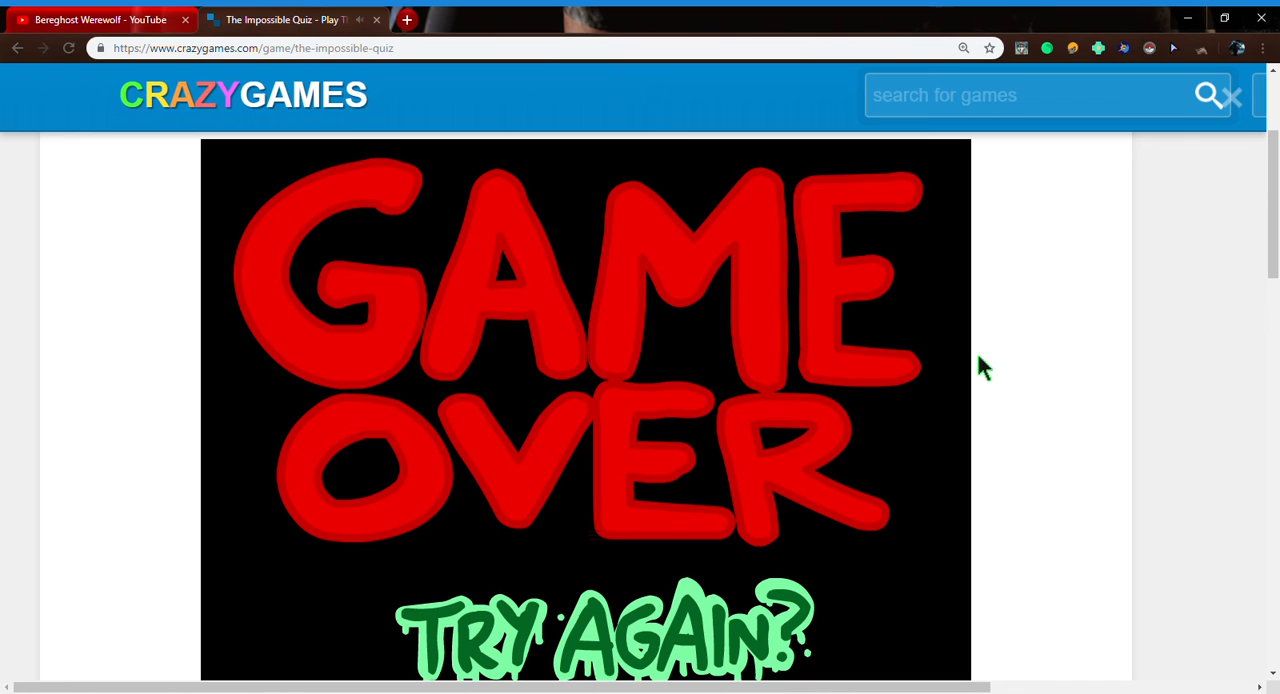 Bereghost Werewolf - YouTube
The Impossible Quiz - Play T
https://www.crazygames.com/game/the-impossible-quiz
CRAZYGAMES
search for games
GAME
OVER
TRY AGAIN?